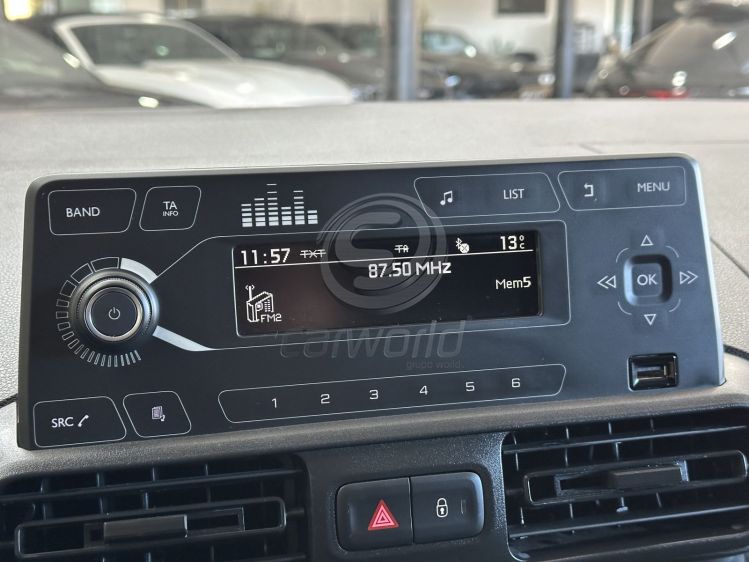 BAND
TA
INFO
LIST
MENU
11:57 TXT TA 13°C
87.50 MHz
Mem5
FM2
OK
carworld
grupo world.
SRC
1 2 3 4 5 6